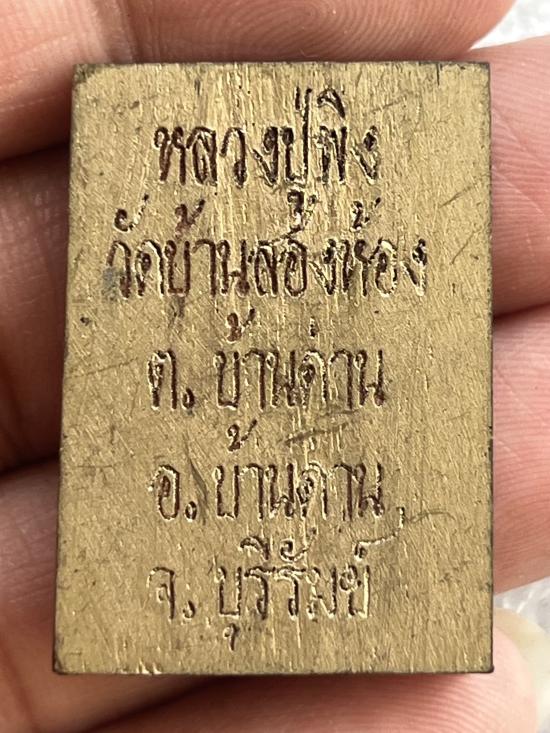 หลวงปู่พิง
วัดบ้านสองห้อง
ต. บ้านด่าน
อ. บ้านด่าน
จ. บุรีรัมย์